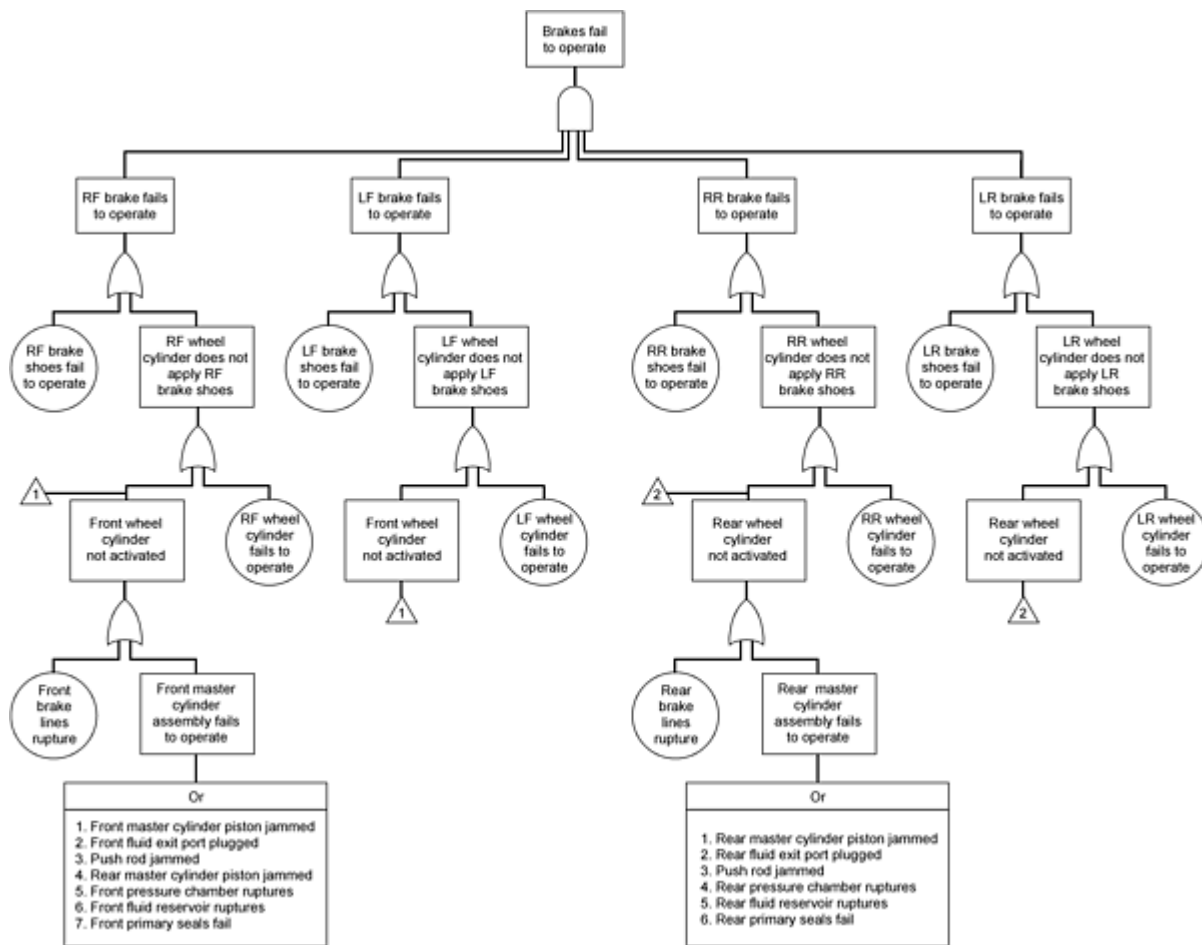 Brakes fail
to operate
RF brake fails
to operate
LF brake fails
to operate
RR brake fails
to operate
LR brake fails
to operate
RF brake
shoes fail
to operate
RF wheel
cylinder does not
apply RF
brake shoes
LF brake
shoes fail
to operate
LF wheel
cylinder does not
apply LF
brake shoes
RR brake
shoes fail
to operate
RR wheel
cylinder does not
apply RR
brake shoes
LR brake
shoes fail
to operate
LR wheel
cylinder does not
apply LR
brake shoes
1
Front wheel
cylinder
not activated
RF wheel
cylinder
fails to
operate
Front wheel
cylinder
not activated
LF wheel
cylinder
fails to
operate
2
Rear wheel
cylinder
not activated
RR wheel
cylinder
fails to
operate
Rear wheel
cylinder
not activated
LR wheel
cylinder
fails to
operate
1
2
Front
brake
lines
rupture
Front master
cylinder
assembly fails
to operate
Rear
brake
lines
rupture
Rear master
cylinder
assembly fails
to operate
Or
1. Front master cylinder piston jammed
2. Front fluid exit port plugged
3. Push rod jammed
4. Rear master cylinder piston jammed
5. Front pressure chamber ruptures
6. Front fluid reservoir ruptures
7. Front primary seals fail
Or
1. Rear master cylinder piston jammed
2. Rear fluid exit port plugged
3. Push rod jammed
4. Rear pressure chamber ruptures
5. Rear fluid reservoir ruptures
6. Rear primary seals fail